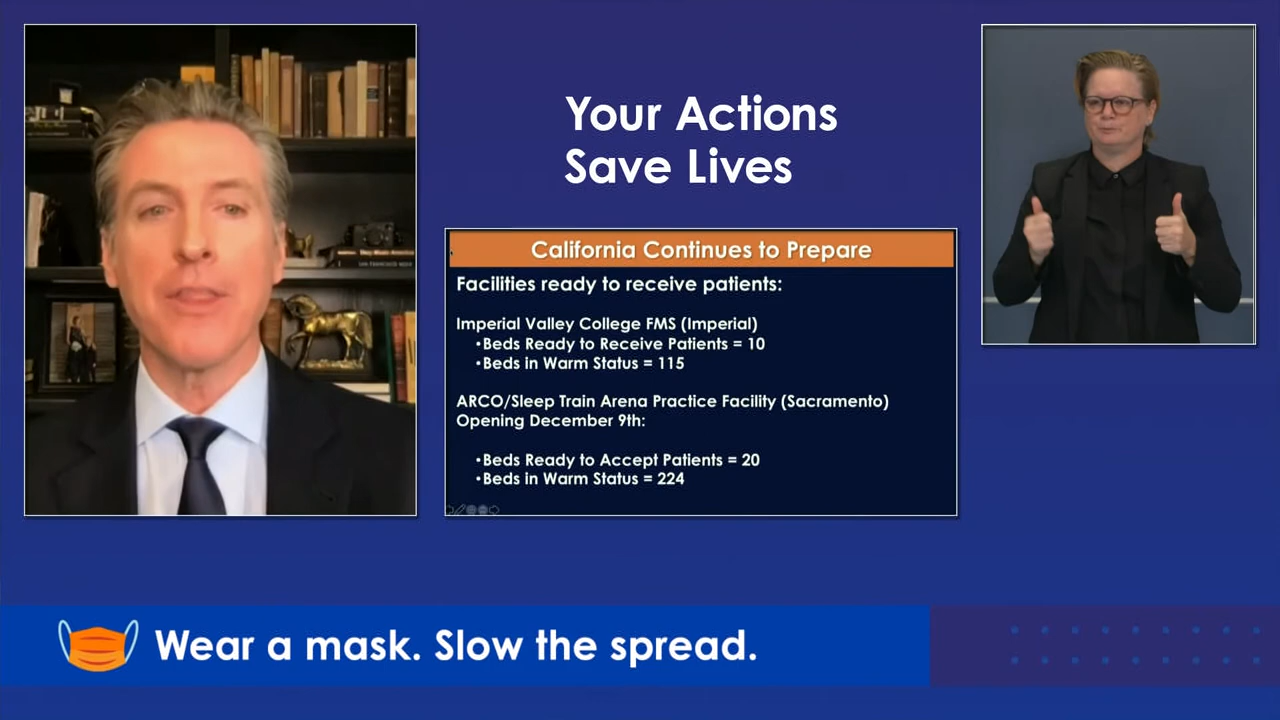 Your Actions
Save Lives
California Continues to Prepare
Facilities ready to receive patients:
Imperial Valley College FMS (Imperial)
•Beds Ready to Receive Patients = 10
•Beds in Warm Status = 115
ARCO/Sleep Train Arena Practice Facility (Sacramento)
Opening December 9th:
•Beds Ready to Accept Patients = 20
•Beds in Warm Status = 224
Wear a mask. Slow the spread.